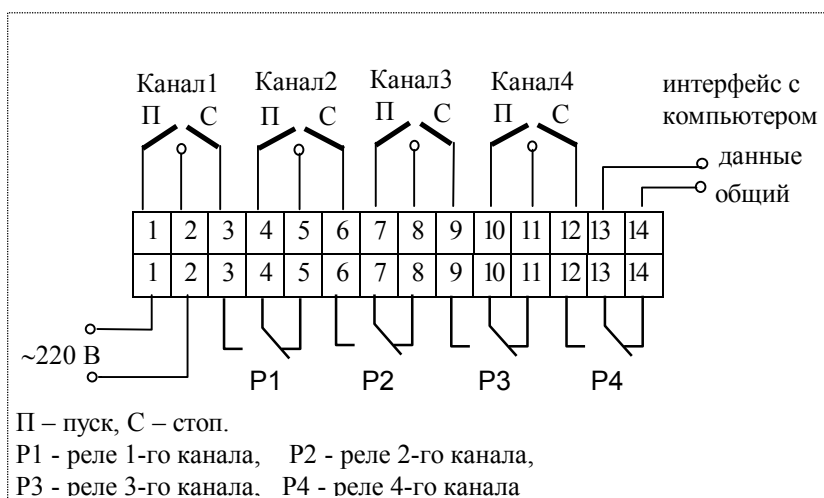 Канал1 Канал2 Канал3 Канал4 интерфейс с
П С П С П С П С компьютером
данные
общий
1 2 3 4 5 6 7 8 9 10 11 12 13 14
1 2 3 4 5 6 7 8 9 10 11 12 13 14
~220 В
Р1 Р2 Р3 Р4
П – пуск, С – стоп.
Р1 - реле 1-го канала, Р2 - реле 2-го канала,
Р3 - реле 3-го канала, Р4 - реле 4-го канала